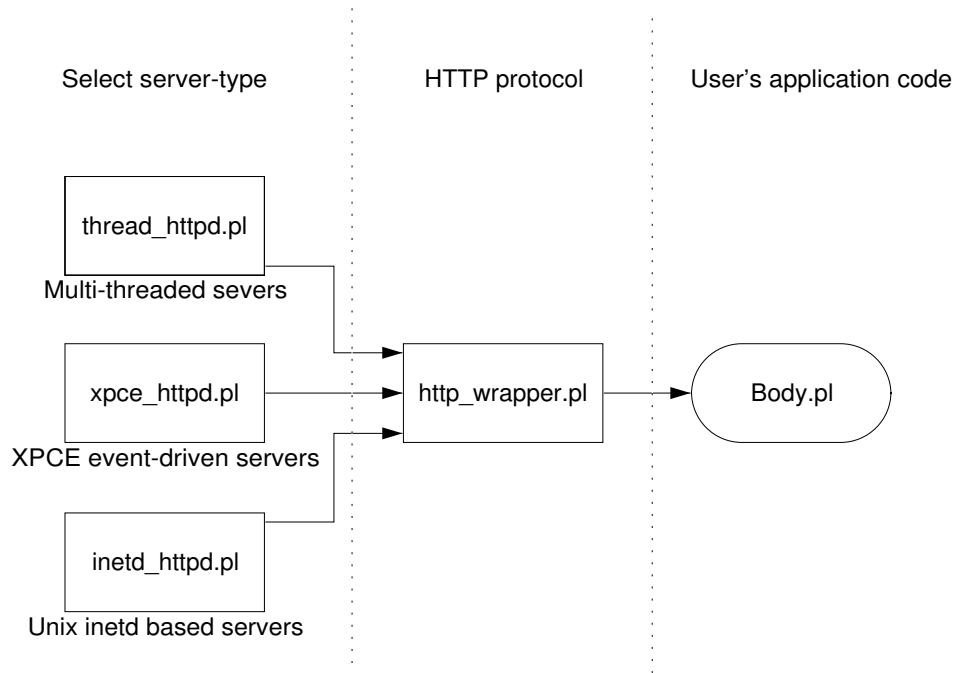 Select server-type
HTTP protocol
User's application code
thread_httpd.pl
Multi-threaded severs
xpce_httpd.pl
http_wrapper.pl
Body.pl
XPCE event-driven servers
inetd_httpd.pl
Unix inetd based servers